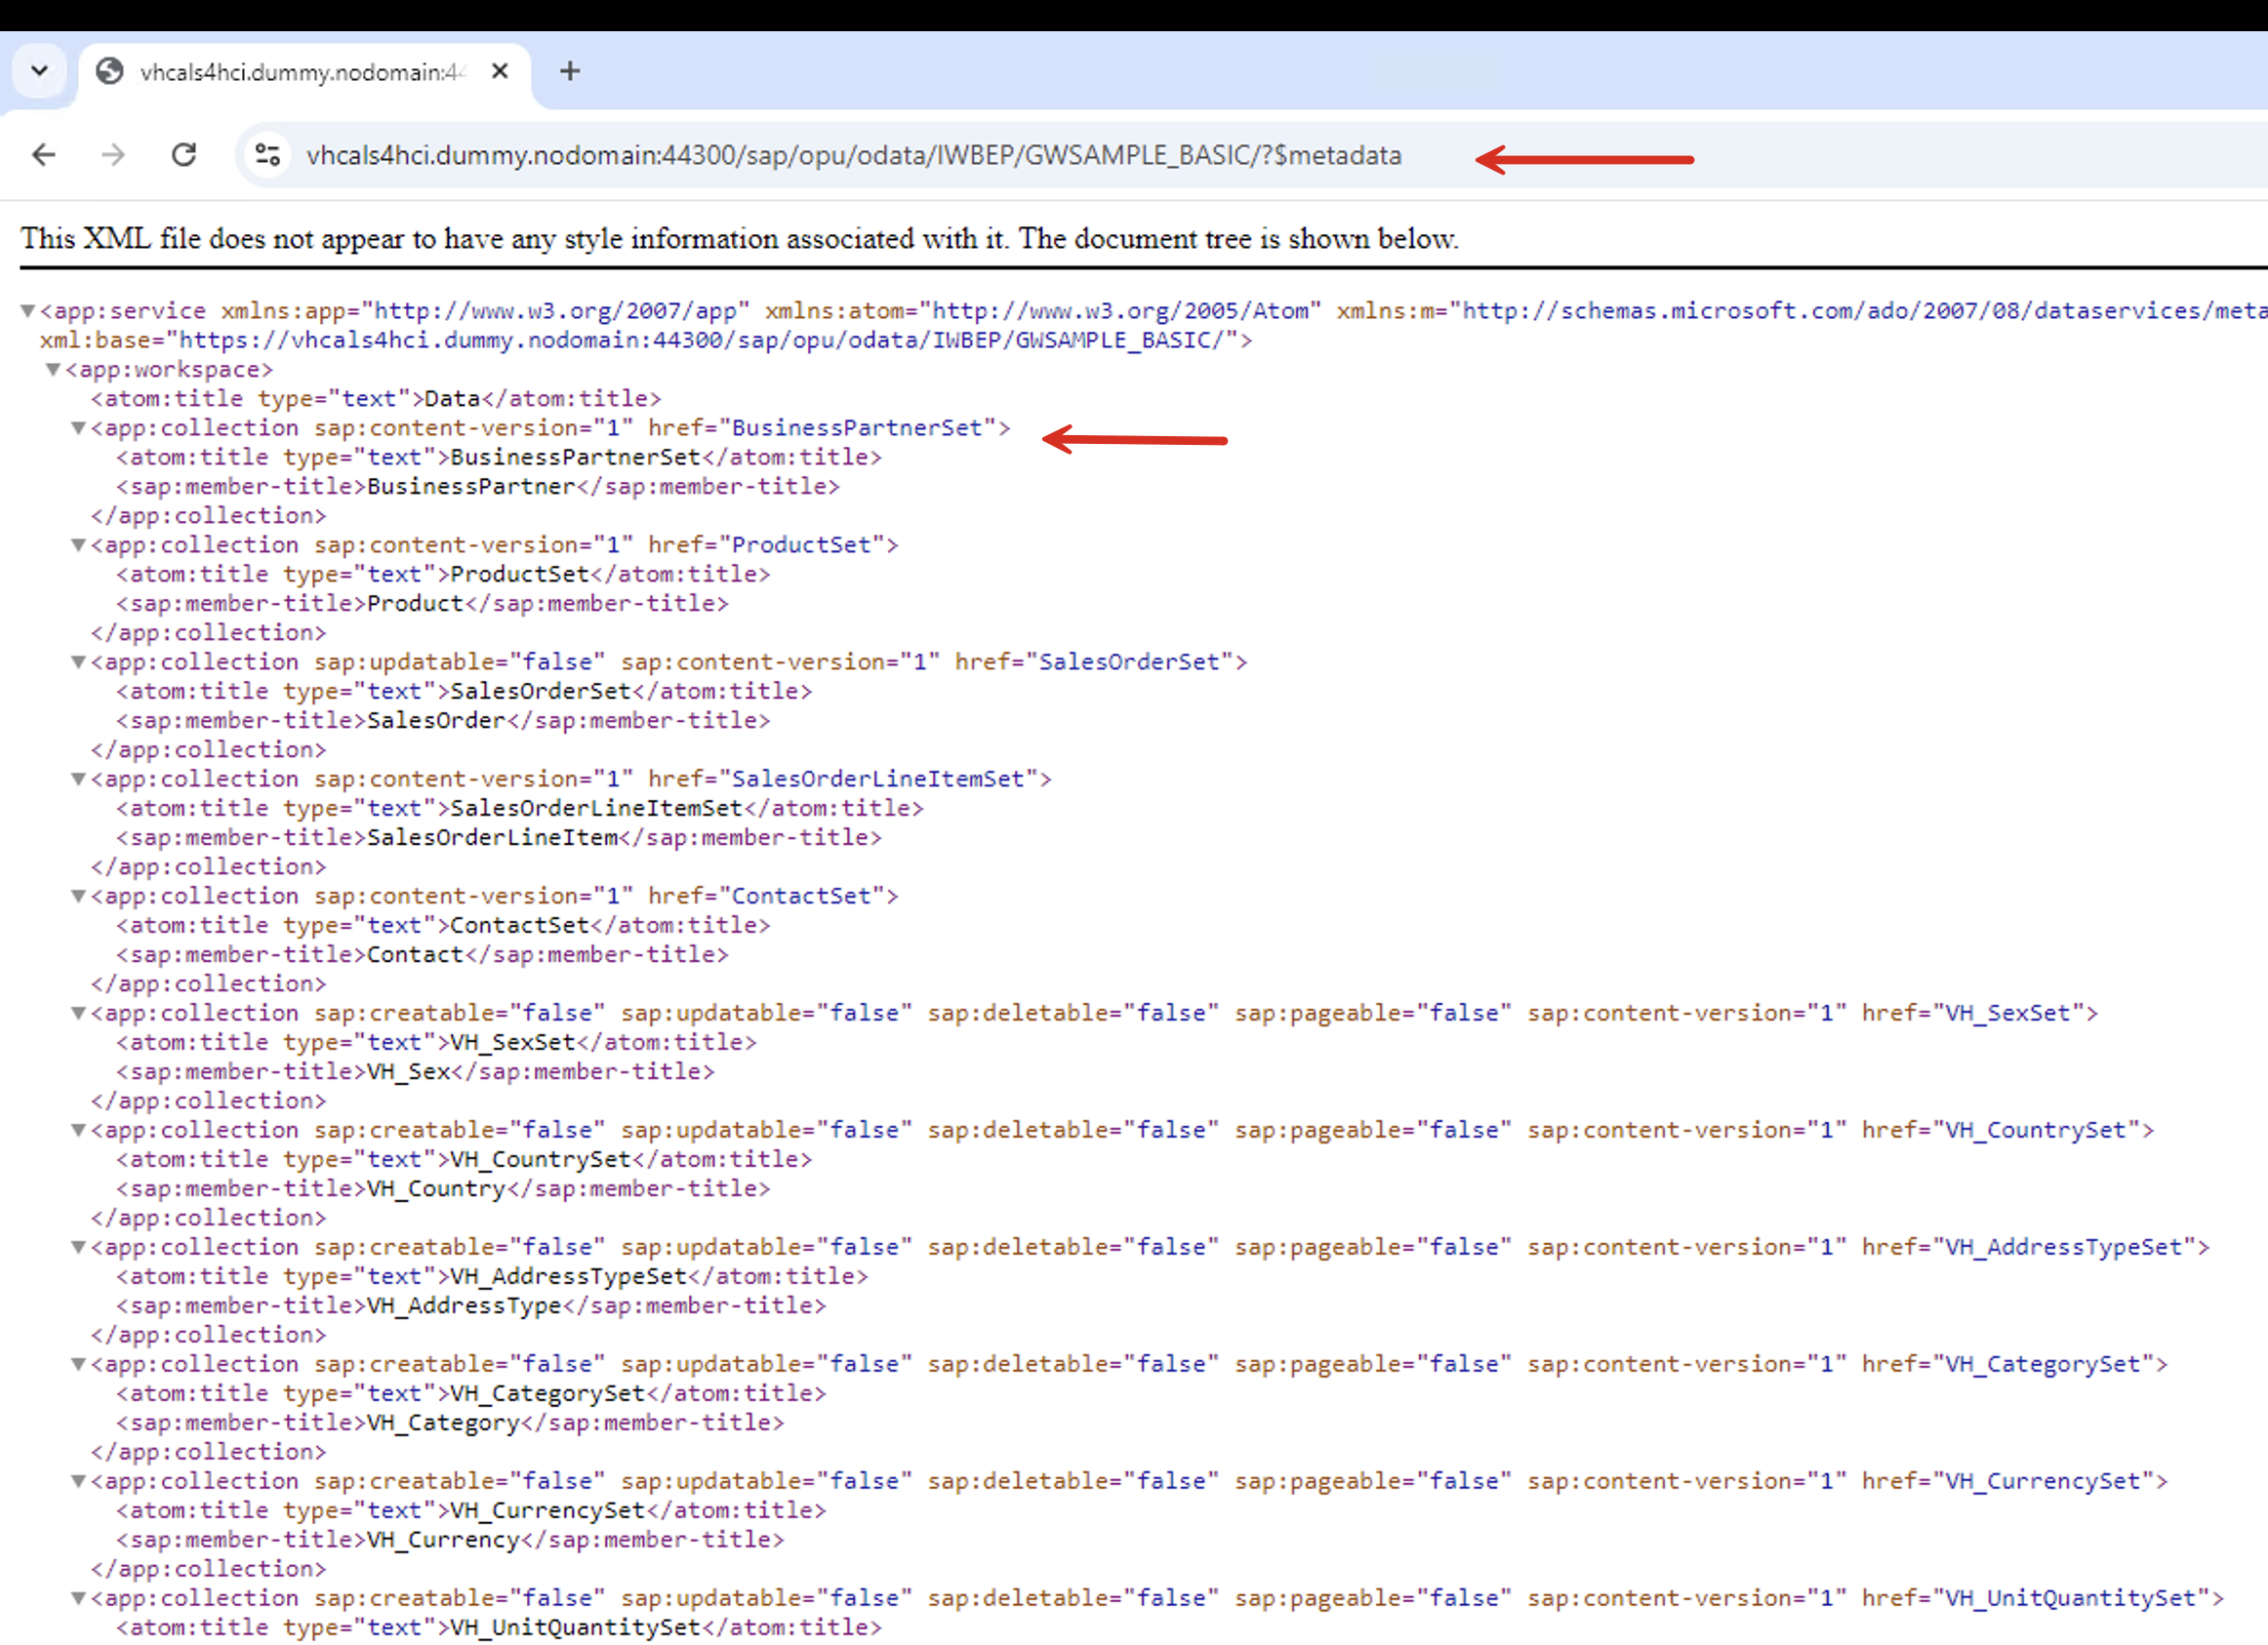 vhcals4hci.dummy.nodomain:44
vhcals4hci.dummy.nodomain:44300/sap/opu/odata/IWBEP/GWSAMPLE_BASIC/?$metadata
This XML file does not appear to have any style information associated with it. The document tree is shown below.
<app:service xmlns:app="http://www.w3.org/2007/app" xmlns:atom="http://www.w3.org/2005/Atom" xmlns:m="http://schemas.microsoft.com/ado/2007/08/dataservices/meta
xml:base="https://vhcals4hci.dummy.nodomain:44300/sap/opu/odata/IWBEP/GWSAMPLE_BASIC/">
<app:workspace>
<atom:title type="text">Data</atom:title>
<app:collection sap:content-version="1" href="BusinessPartnerSet">
<atom:title type="text">BusinessPartnerSet</atom:title>
<sap:member-title>BusinessPartner</sap:member-title>
</app:collection>
<app:collection sap:content-version="1" href="ProductSet">
<atom:title type="text">ProductSet</atom:title>
<sap:member-title>Product</sap:member-title>
</app:collection>
<app:collection sap:updatable="false" sap:content-version="1" href="SalesOrderSet">
<atom:title type="text">SalesOrderSet</atom:title>
<sap:member-title>SalesOrder</sap:member-title>
</app:collection>
<app:collection sap:content-version="1" href="SalesOrderLineItemSet">
<atom:title type="text">SalesOrderLineItemSet</atom:title>
<sap:member-title>SalesOrderLineItem</sap:member-title>
</app:collection>
<app:collection sap:content-version="1" href="ContactSet">
<atom:title type="text">ContactSet</atom:title>
<sap:member-title>Contact</sap:member-title>
</app:collection>
<app:collection sap:creatable="false" sap:updatable="false" sap:deletable="false" sap:pageable="false" sap:content-version="1" href="VH_SexSet">
<atom:title type="text">VH_SexSet</atom:title>
<sap:member-title>VH_Sex</sap:member-title>
</app:collection>
<app:collection sap:creatable="false" sap:updatable="false" sap:deletable="false" sap:pageable="false" sap:content-version="1" href="VH_CountrySet">
<atom:title type="text">VH_CountrySet</atom:title>
<sap:member-title>VH_Country</sap:member-title>
</app:collection>
<app:collection sap:creatable="false" sap:updatable="false" sap:deletable="false" sap:pageable="false" sap:content-version="1" href="VH_AddressTypeSet">
<atom:title type="text">VH_AddressTypeSet</atom:title>
<sap:member-title>VH_AddressType</sap:member-title>
</app:collection>
<app:collection sap:creatable="false" sap:updatable="false" sap:deletable="false" sap:pageable="false" sap:content-version="1" href="VH_CategorySet">
<atom:title type="text">VH_CategorySet</atom:title>
<sap:member-title>VH_Category</sap:member-title>
</app:collection>
<app:collection sap:creatable="false" sap:updatable="false" sap:deletable="false" sap:pageable="false" sap:content-version="1" href="VH_CurrencySet">
<atom:title type="text">VH_CurrencySet</atom:title>
<sap:member-title>VH_Currency</sap:member-title>
</app:collection>
<app:collection sap:creatable="false" sap:updatable="false" sap:deletable="false" sap:pageable="false" sap:content-version="1" href="VH_UnitQuantitySet">
<atom:title type="text">VH_UnitQuantitySet</atom:title>